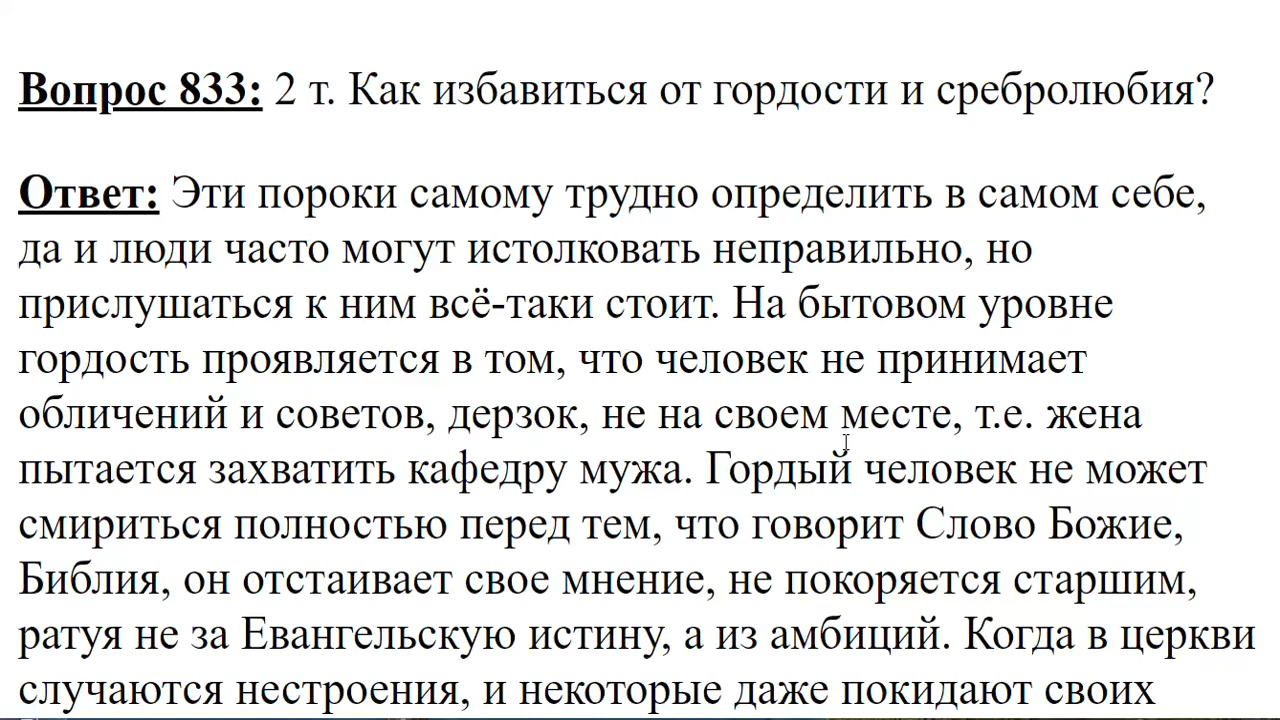 Вопрос 833: 2 т. Как избавиться от гордости и сребролюбия?
Ответ: Эти пороки самому трудно определить в самом себе,
да и люди часто могут истолковать неправильно, но
прислушаться к ним всё-таки стоит. На бытовом уровне
гордость проявляется в том, что человек не принимает
обличений и советов, дерзок, не на своем месте, т.е. жена
пытается захватить кафедру мужа. Гордый человек не может
смириться полностью перед тем, что говорит Слово Божие,
Библия, он отстаивает свое мнение, не покоряется старшим,
ратуя не за Евангельскую истину, а из амбиций. Когда в церкви
случаются нестроения, и некоторые даже покидают своих